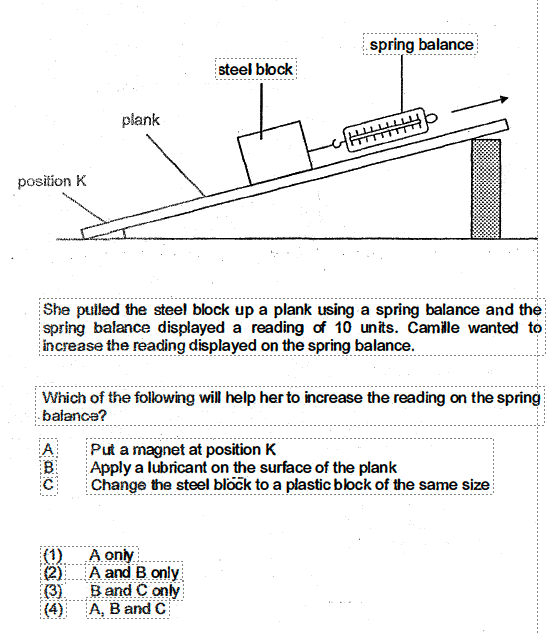 spring balance
steel block
plank
position K
She pulled the steel block up a plank using a spring balance and the
spring balance displayed a reading of 10 units. Camille wanted to
increase the reading displayed on the spring balance.
Which of the following will help her to increase the reading on the spring
balance?
A Put a magnet at position K
B Apply a lubricant on the surface of the plank
C Change the steel block to a plastic block of the same size
(1) A only
(2) A and B only
(3) B and C only
(4) A, B and C